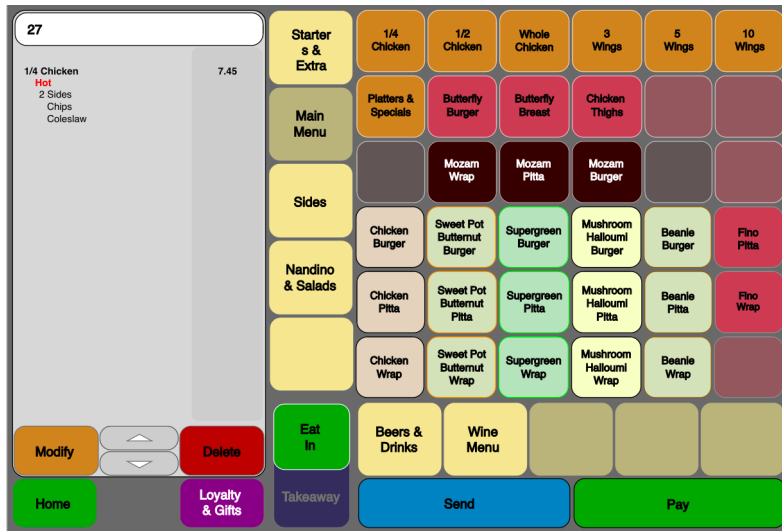 27
1/4 Chicken 7.45
Hot
2 Sides
Chips
Coleslaw
Modify
Delete
Home
Loyalty
& Gifts
Starter
s &
Extra
Main
Menu
Sides
Nandino
& Salads
Eat
In
Takeaway
1/4
Chicken
1/2
Chicken
Whole
Chicken
3
Wings
5
Wings
10
Wings
Platters &
Specials
Butterfly
Burger
Butterfly
Breast
Chicken
Thighs
Mozam
Wrap
Mozam
Pitta
Mozam
Burger
Chicken
Burger
Sweet Pot
Butternut
Burger
Supergreen
Burger
Mushroom
Halloumi
Burger
Beanie
Burger
Fino
Pitta
Chicken
Pitta
Sweet Pot
Butternut
Pitta
Supergreen
Pitta
Mushroom
Halloumi
Pitta
Beanie
Pitta
Fino
Wrap
Chicken
Wrap
Sweet Pot
Butternut
Wrap
Supergreen
Wrap
Mushroom
Halloumi
Wrap
Beanie
Wrap
Beers &
Drinks
Wine
Menu
Send
Pay